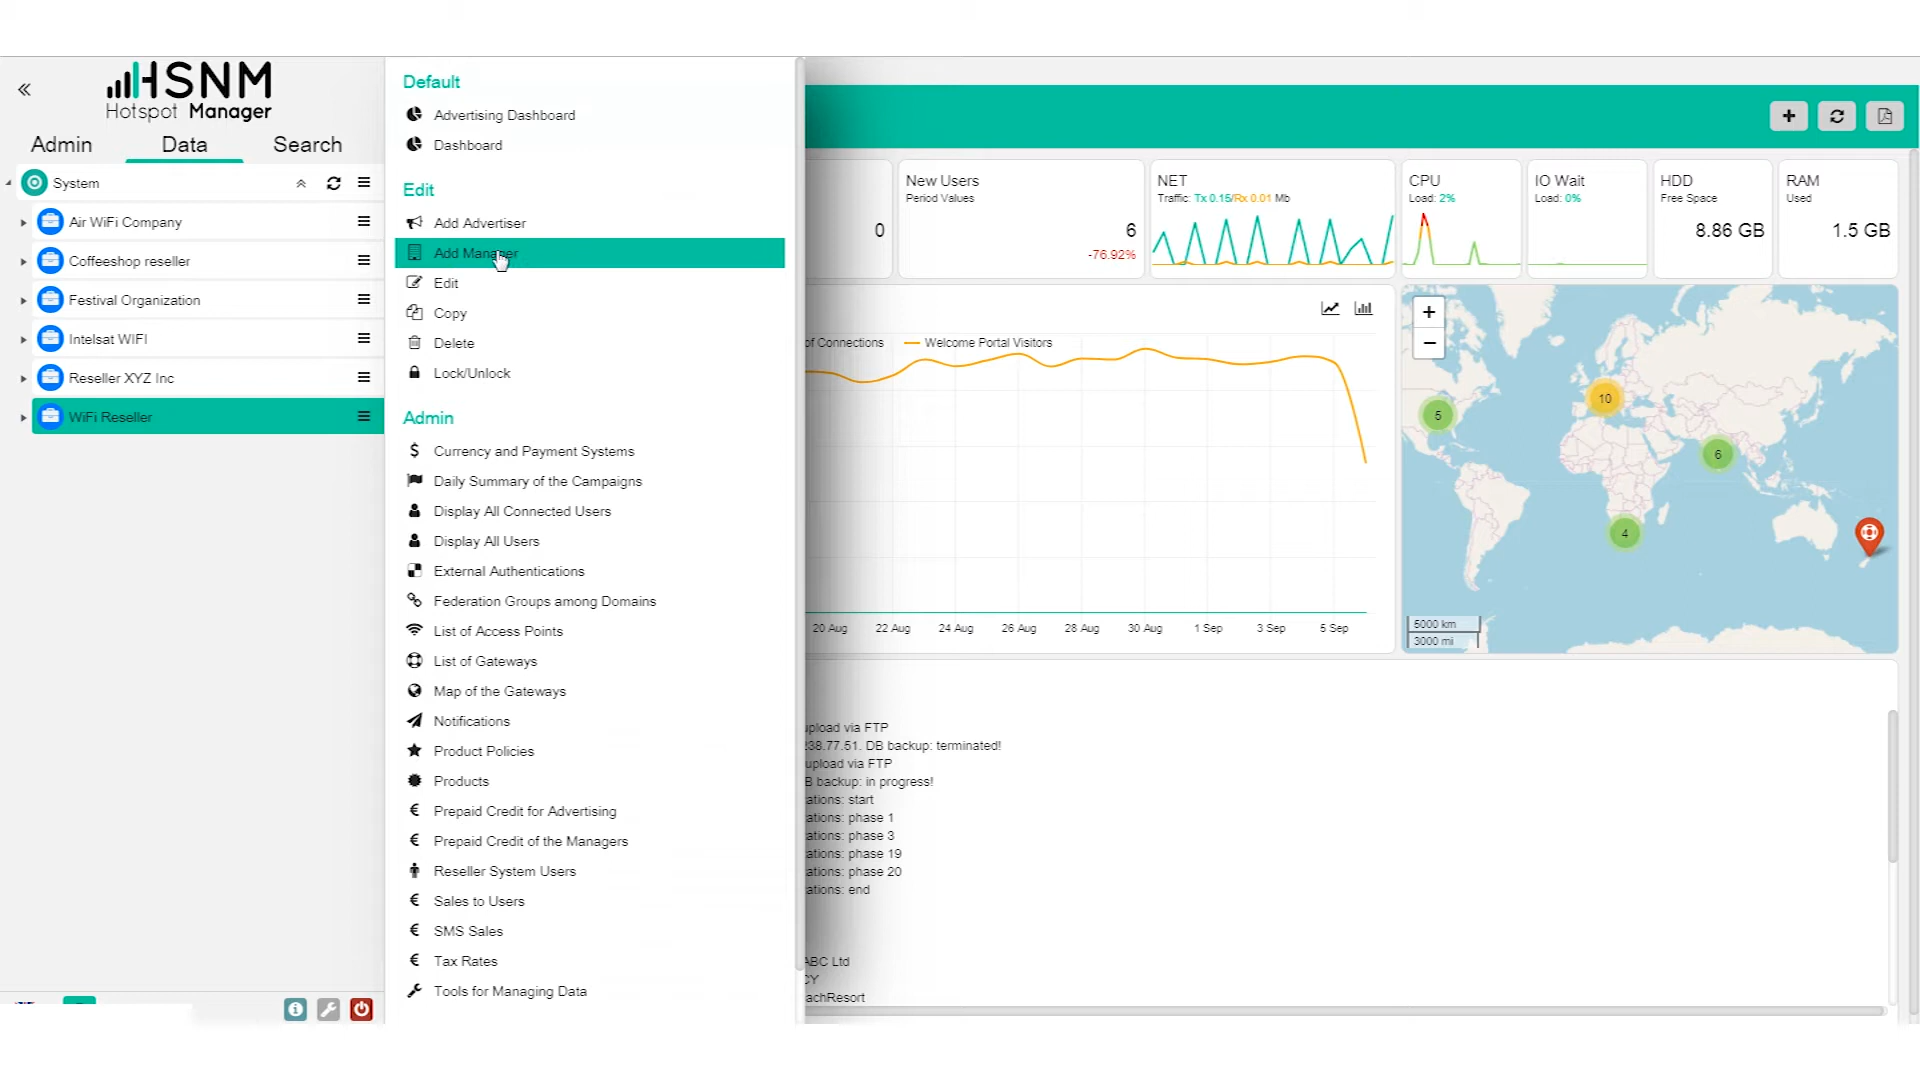 HSNM
Hotspot Manager
Admin
Data
Search
System
Air WiFi Company
Coffeeshop reseller
Festival Organization
Intelsat WIFI
Reseller XYZ Inc
WiFi Reseller
Default
Advertising Dashboard
Dashboard
Edit
Add Advertiser
Add Manager
Edit
Copy
Delete
Lock/Unlock
Admin
Currency and Payment Systems
Daily Summary of the Campaigns
Display All Connected Users
Display All Users
External Authentications
Federation Groups among Domains
List of Access Points
List of Gateways
Map of the Gateways
Notifications
Product Policies
Products
Prepaid Credit for Advertising
Prepaid Credit of the Managers
Reseller System Users
Sales to Users
SMS Sales
Tax Rates
Tools for Managing Data
0
New Users
Period Values
6
-76.92%
NET
Traffic: Tx 0.15/Rx 0.01 Mb
CPU
Load: 2%
IO Wait
Load: 0%
HDD
Free Space
8.86 GB
RAM
Used
1.5 GB
of Connections
Welcome Portal Visitors
20 Aug
22 Aug
24 Aug
26 Aug
28 Aug
30 Aug
1 Sep
3 Sep
5 Sep
+
−
5
10
6
4
5000 km
3000 mi
upload via FTP
238.77.51. DB backup: terminated!
upload via FTP
B backup: in progress!
ations: start
ations: phase 1
ations: phase 3
ations: phase 19
ations: phase 20
ations: end
ABC Ltd
CY
achResort